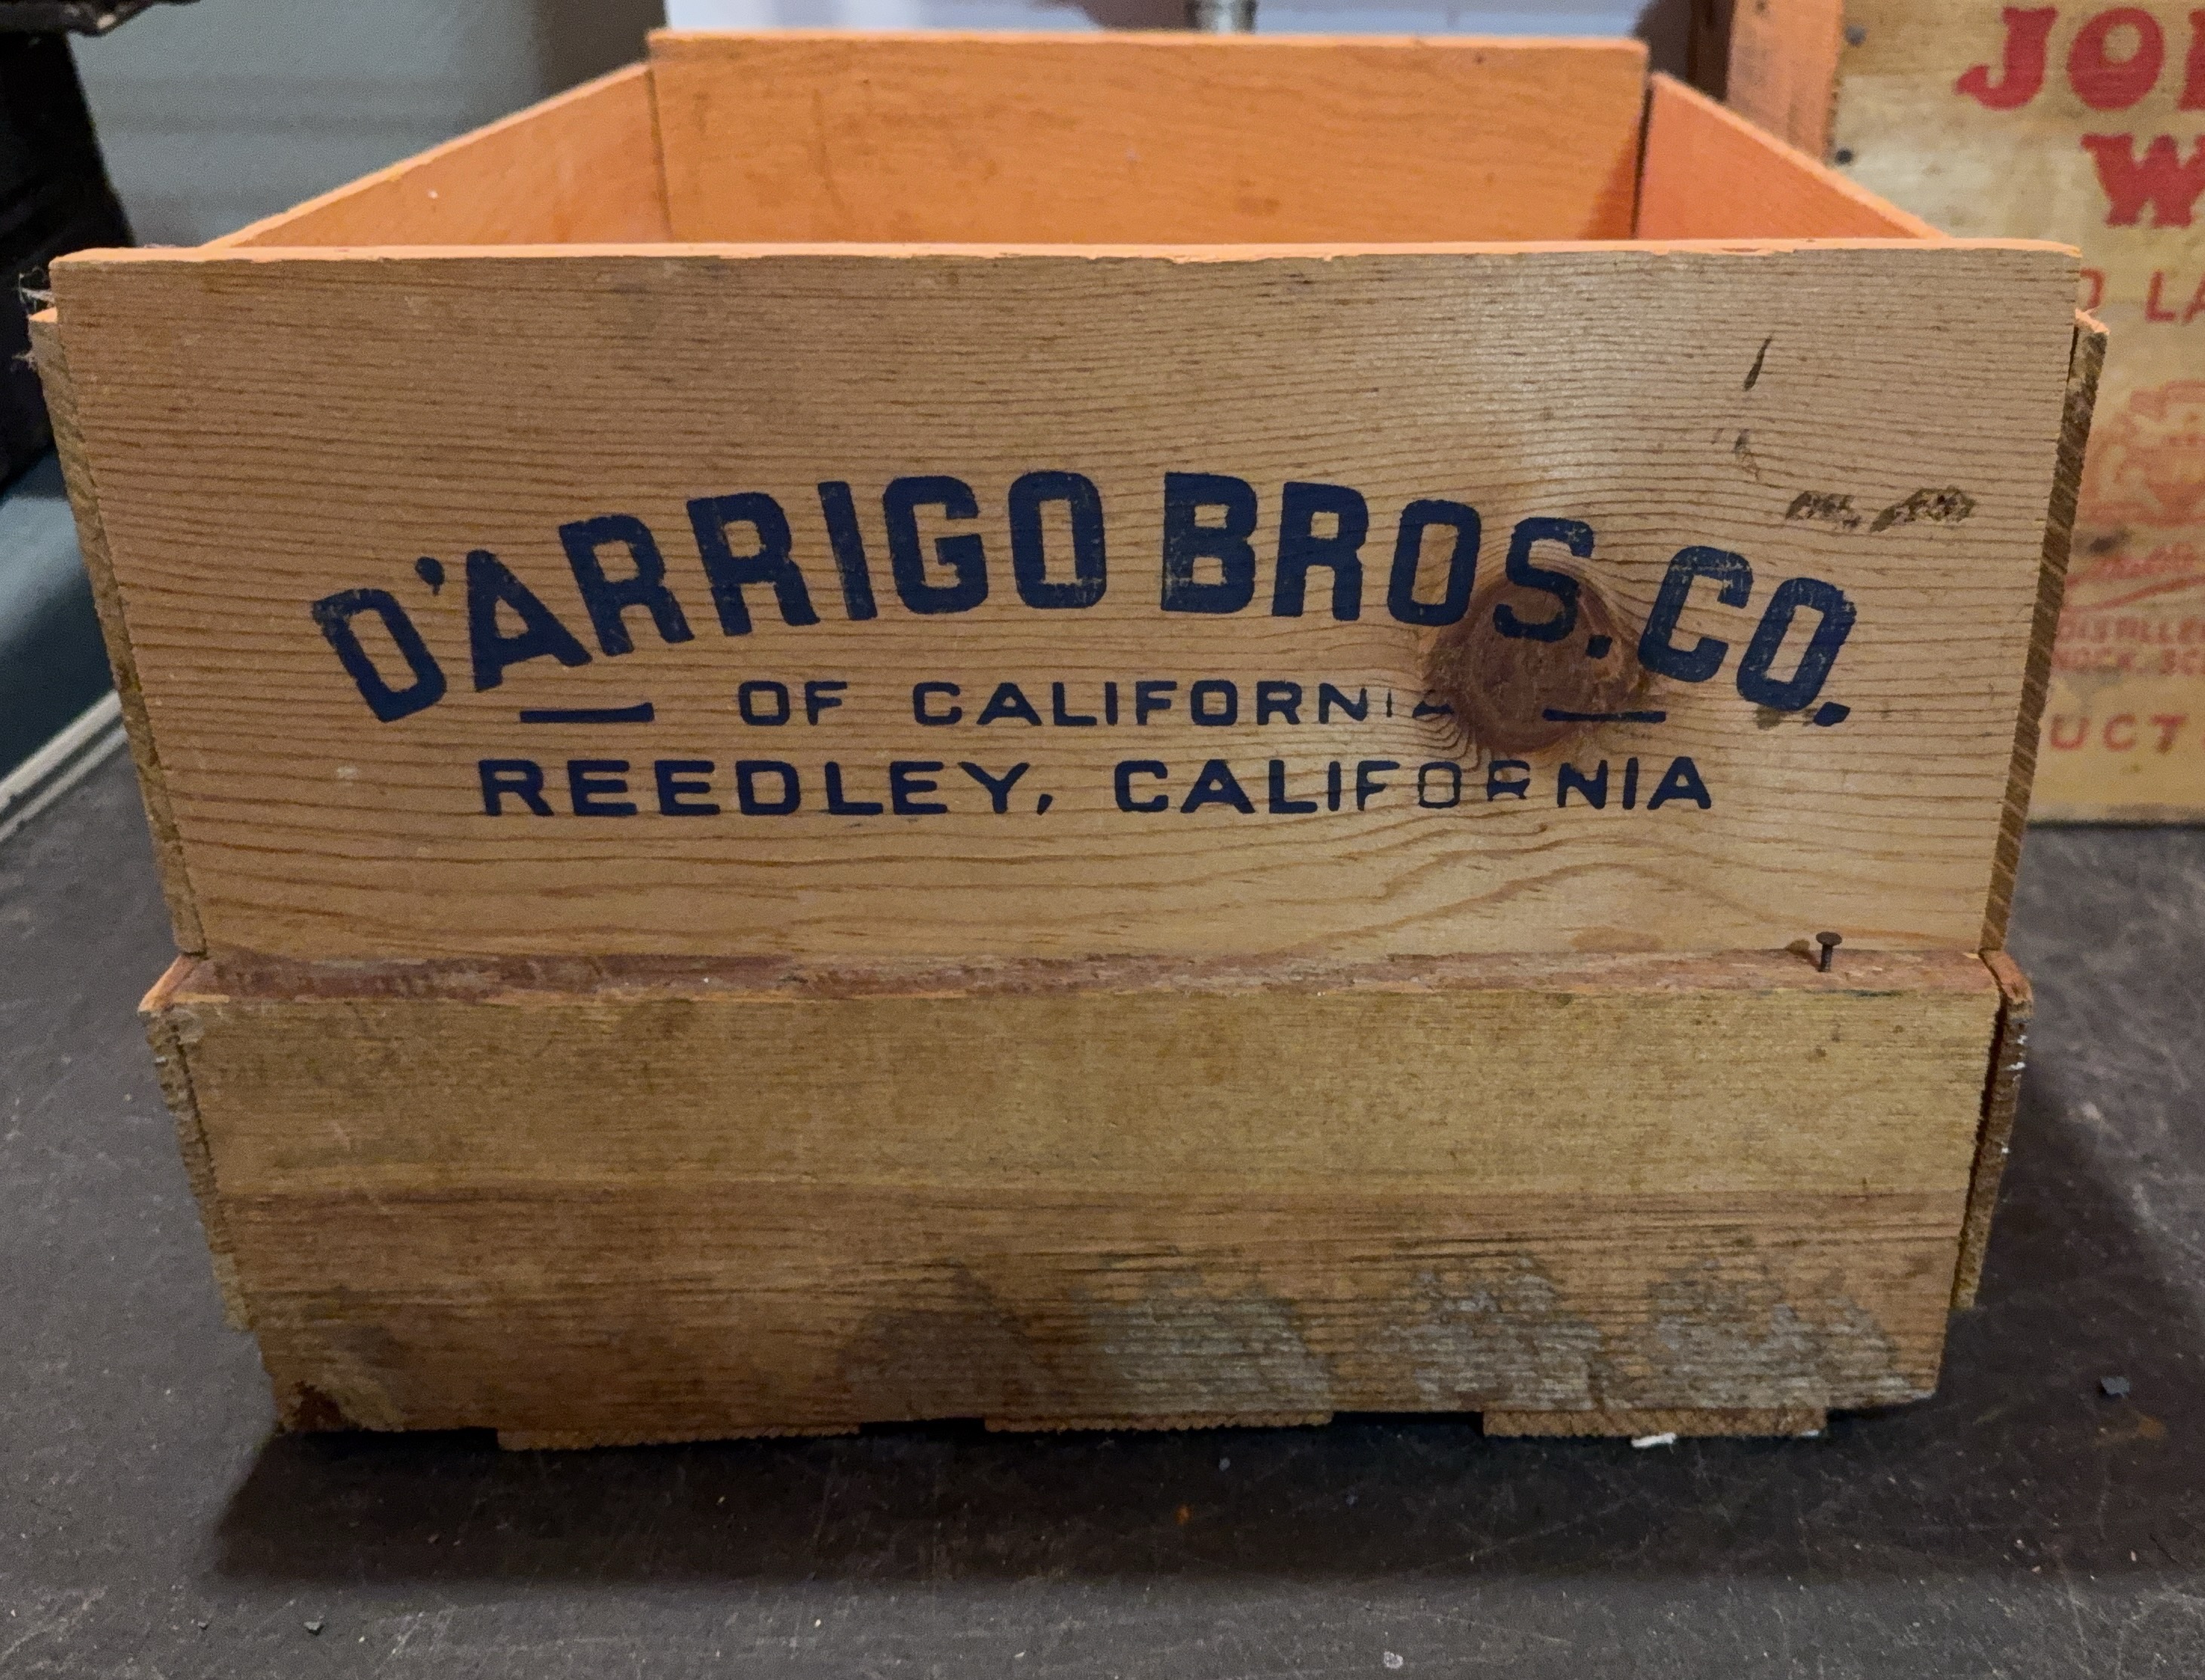 D'ARRIGO BROS. CO.
OF CALIFORNIA
REEDLEY, CALIFORNIA